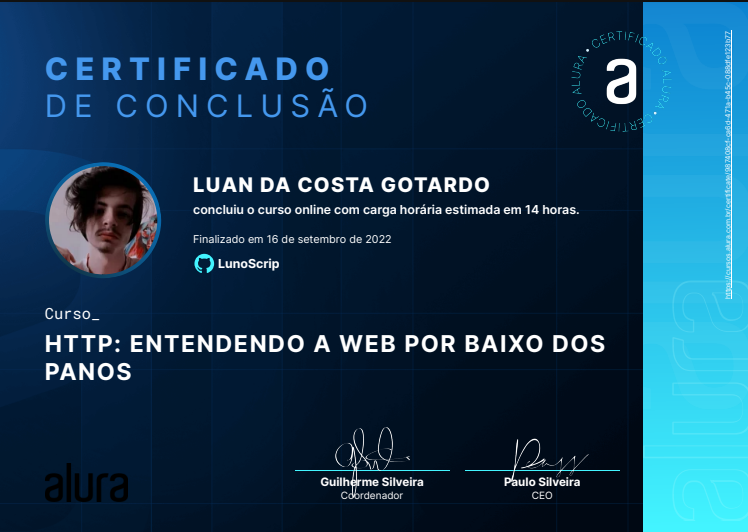 CERTIFICADO
DE CONCLUSÃO
CERTIFICADO ALURA • CERTIFICADO ALURA •
a
LUAN DA COSTA GOTARDO
concluiu o curso online com carga horária estimada em 14 horas.
Finalizado em 16 de setembro de 2022
LunoScrip
Curso_
HTTP: ENTENDENDO A WEB POR BAIXO DOS
PANOS
alura
Guilherme Silveira
Coordenador
Paulo Silveira
CEO
alura